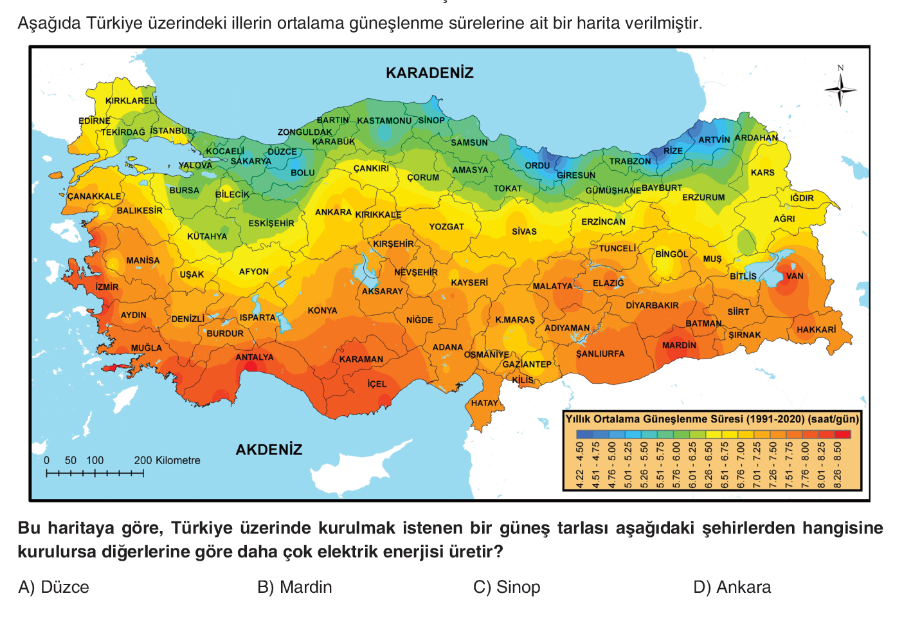 Aşağıda Türkiye üzerindeki illerin ortalama güneşlenme sürelerine ait bir harita verilmiştir.
KARADENİZ
N
KIRKLARELİ
EDİRNE
TEKİRDAĞ İSTANBUL
KOCAELİ
YALOVA
SAKARYA
DÜZCE
BOLU
ZONGULDAK
BARTIN
KARABÜK
KASTAMONU
SİNOP
SAMSUN
ORDU
GİRESUN
TRABZON
RİZE
ARTVİN
ARDAHAN
KARS
ÇANAKKALE
BALIKESİR
BURSA
BİLECİK
ESKİŞEHİR
KÜTAHYA
ÇANKIRI
ÇORUM
AMASYA
TOKAT
GÜMÜŞHANE
BAYBURT
ERZURUM
IĞDIR
AĞRI
ANKARA
KIRIKKALE
YOZGAT
SİVAS
ERZİNCAN
TUNCELİ
BİNGÖL
MUŞ
BİTLİS
VAN
MANİSA
UŞAK
AFYON
KIRŞEHİR
NEVŞEHİR
AKSARAY
KAYSERİ
MALATYA
ELAZIĞ
DİYARBAKIR
İZMİR
AYDIN
DENİZLİ
ISPARTA
BURDUR
KONYA
NİĞDE
K.MARAŞ
ADIYAMAN
BATMAN
SİİRT
ŞIRNAK
HAKKARİ
MUĞLA
ANTALYA
KARAMAN
İÇEL
ADANA
OSMANİYE
GAZİANTEP
KİLİS
HATAY
ŞANLIURFA
MARDİN
AKDENİZ
0 50 100 200 Kilometre
Yıllık Ortalama Güneşlenme Süresi (1991-2020) (saat/gün)
4.22 - 4.50
4.51 - 4.75
4.76 - 5.00
5.01 - 5.25
5.26 - 5.50
5.51 - 5.75
5.76 - 6.00
6.01 - 6.25
6.26 - 6.50
6.51 - 6.75
6.76 - 7.00
7.01 - 7.25
7.26 - 7.50
7.51 - 7.75
7.76 - 8.00
8.01 - 8.25
8.26 - 8.50
Bu haritaya göre, Türkiye üzerinde kurulmak istenen bir güneş tarlası aşağıdaki şehirlerden hangisine
kurulursa diğerlerine göre daha çok elektrik enerjisi üretir?
A) Düzce B) Mardin C) Sinop D) Ankara